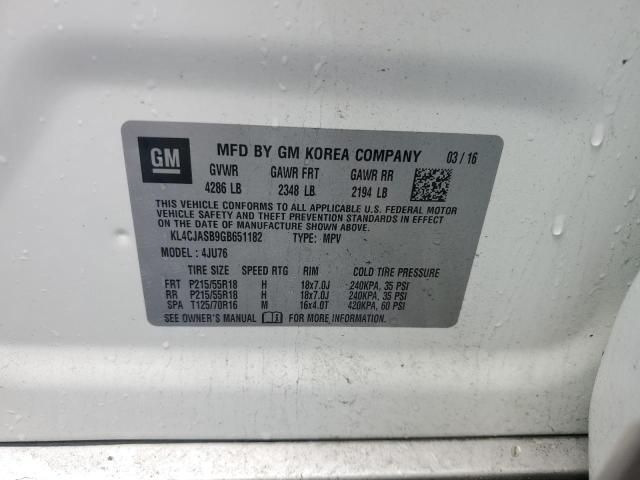 GM
MFD BY GM KOREA COMPANY 03 / 16
GVWR GAWR FRT GAWR RR
4286 LB 2348 LB 2194 LB
THIS VEHICLE CONFORMS TO ALL APPLICABLE U.S. FEDERAL MOTOR
VEHICLE SAFETY AND THEFT PREVENTION STANDARDS IN EFFECT
ON THE DATE OF MANUFACTURE SHOWN ABOVE.
KL4CJASB9GB651182 TYPE: MPV
MODEL : 4JU76
TIRE SIZE SPEED RTG RIM COLD TIRE PRESSURE
FRT P215/55R18 H 18x7.0J 240KPA, 35 PSI
RR P215/55R18 H 18x7.0J 240KPA, 35 PSI
SPA T125/70R16 M 16x4.0T 420KPA, 60 PSI
SEE OWNER'S MANUAL FOR MORE INFORMATION.